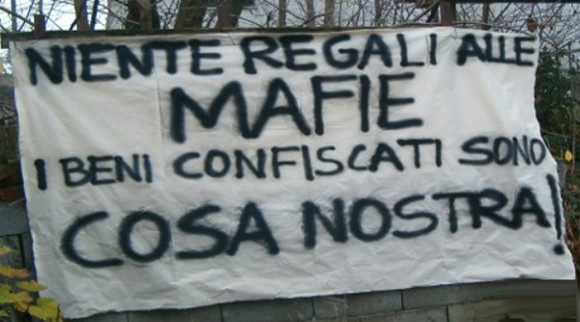 NIENTE REGALI ALLE
MAFIE
I BENI CONFISCATI SONO
COSA NOSTRA!